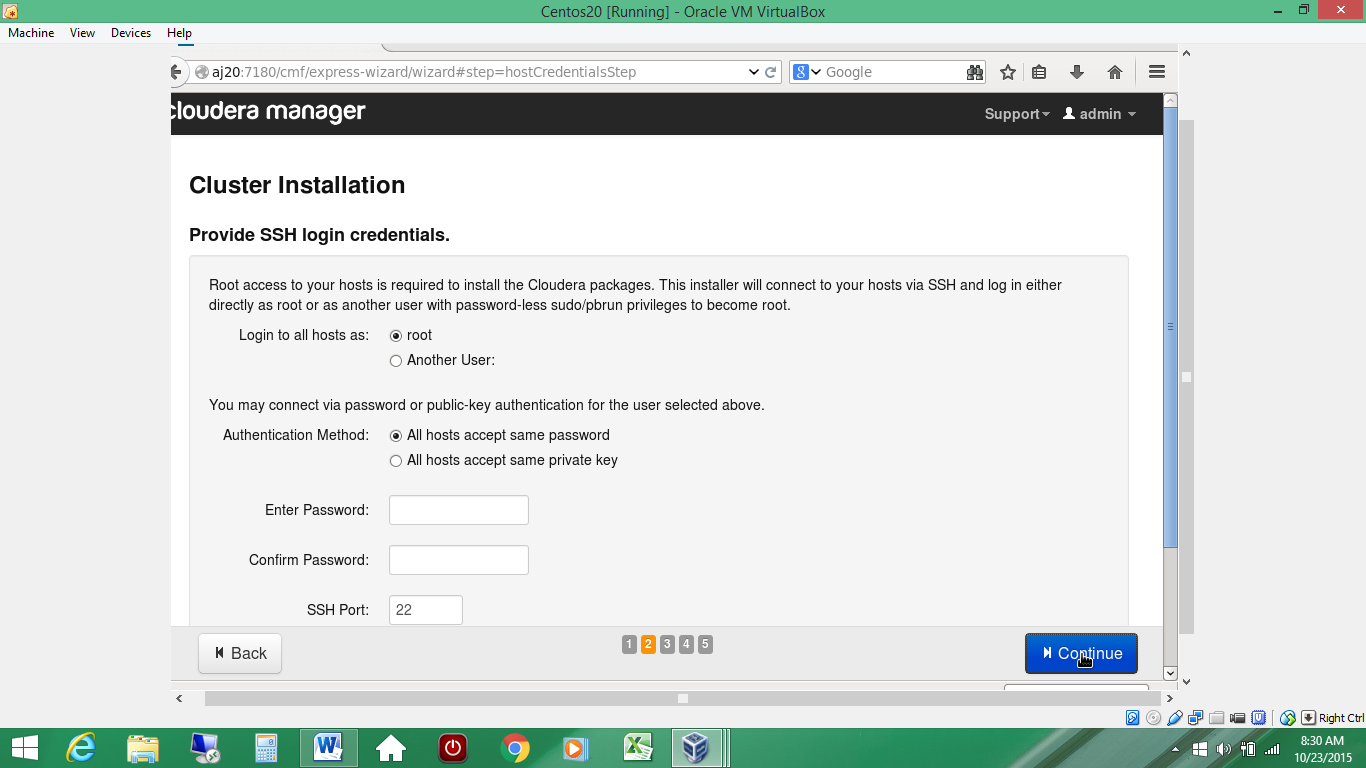 Centos20 [Running] - Oracle VM VirtualBox
Machine View Devices Help
aj20:7180/cmf/express-wizard/wizard#step=hostCredentialsStep
Google
cloudera manager
Support admin
Cluster Installation
Provide SSH login credentials.
Root access to your hosts is required to install the Cloudera packages. This installer will connect to your hosts via SSH and log in either
directly as root or as another user with password-less sudo/pbrun privileges to become root.
Login to all hosts as: root
Another User:
You may connect via password or public-key authentication for the user selected above.
Authentication Method: All hosts accept same password
All hosts accept same private key
Enter Password:
Confirm Password:
SSH Port: 22
Back 1 2 3 4 5 Continue
Right Ctrl
8:30 AM
10/23/2015